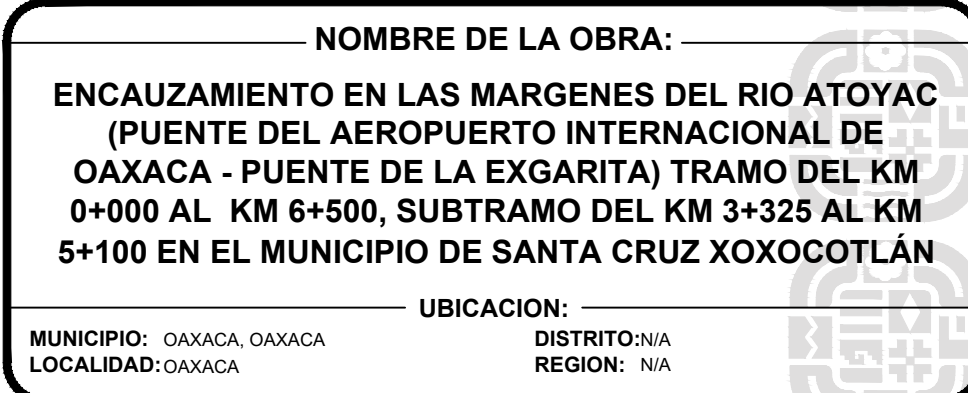 NOMBRE DE LA OBRA:
ENCAUZAMIENTO EN LAS MARGENES DEL RIO ATOYAC
(PUENTE DEL AEROPUERTO INTERNACIONAL DE
OAXACA - PUENTE DE LA EXGARITA) TRAMO DEL KM
0+000 AL KM 6+500, SUBTRAMO DEL KM 3+325 AL KM
5+100 EN EL MUNICIPIO DE SANTA CRUZ XOXOCOTLÁN
UBICACION:
MUNICIPIO: OAXACA, OAXACA DISTRITO:N/A
LOCALIDAD: OAXACA REGION: N/A